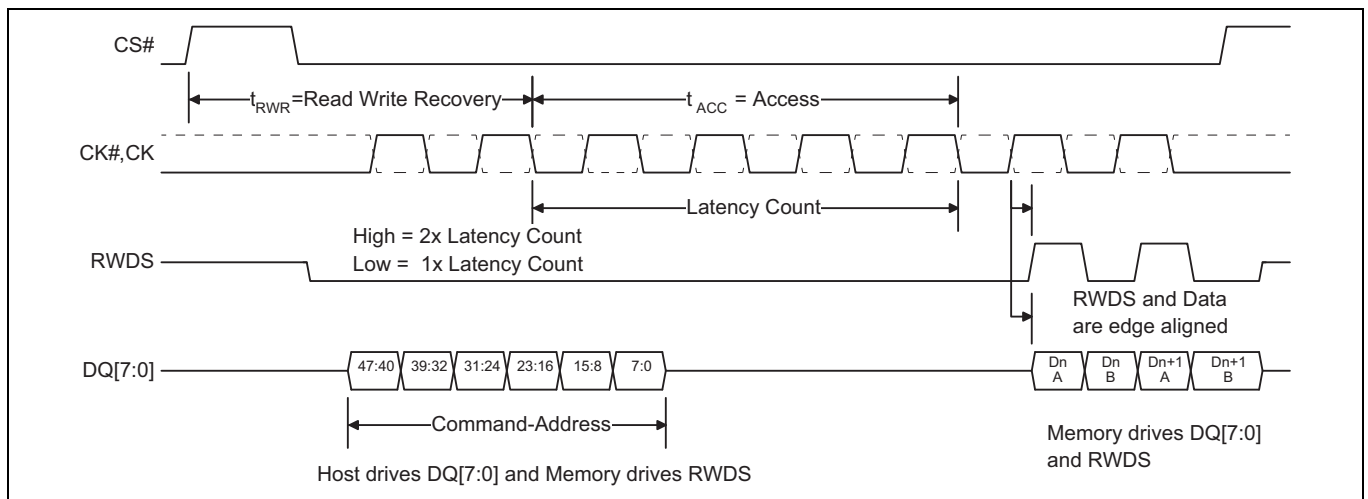 CS#
tRWR=Read Write Recovery
tACC = Access
CK#,CK
Latency Count
High = 2x Latency Count
Low = 1x Latency Count
RWDS
RWDS and Data
are edge aligned
DQ[7:0]
47:40 39:32 31:24 23:16 15:8 7:0
Dn A
Dn B
Dn+1 A
Dn+1 B
Command-Address
Memory drives DQ[7:0]
and RWDS
Host drives DQ[7:0] and Memory drives RWDS